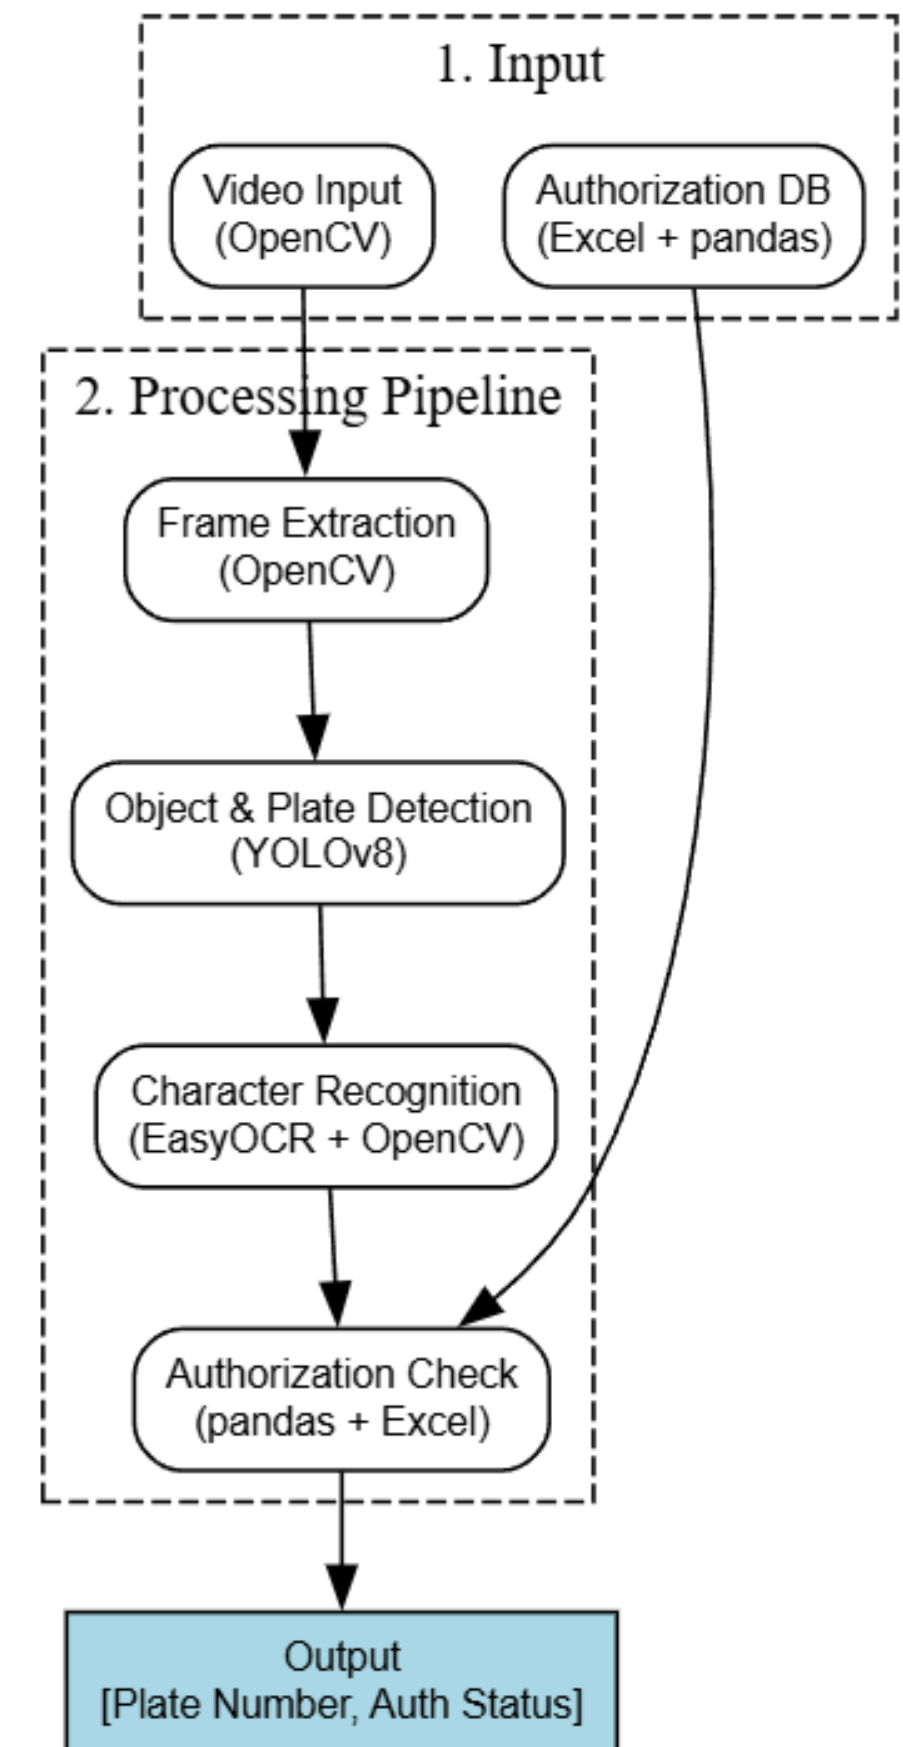 1. Input
Video Input
(OpenCV)
Authorization DB
(Excel + pandas)
2. Processing Pipeline
Frame Extraction
(OpenCV)
Object & Plate Detection
(YOLOv8)
Character Recognition
(EasyOCR + OpenCV)
Authorization Check
(pandas + Excel)
Output
[Plate Number, Auth Status]